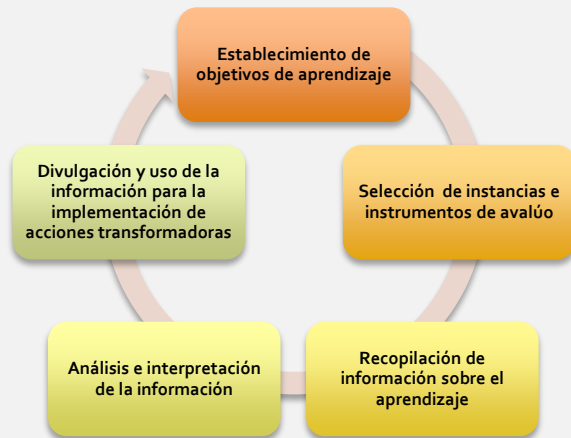 Establecimiento de
objetivos de aprendizaje
Selección de instancias e
instrumentos de avalúo
Recopilación de
información sobre el
aprendizaje
Análisis e interpretación
de la información
Divulgación y uso de la
información para la
implementación de
acciones transformadoras